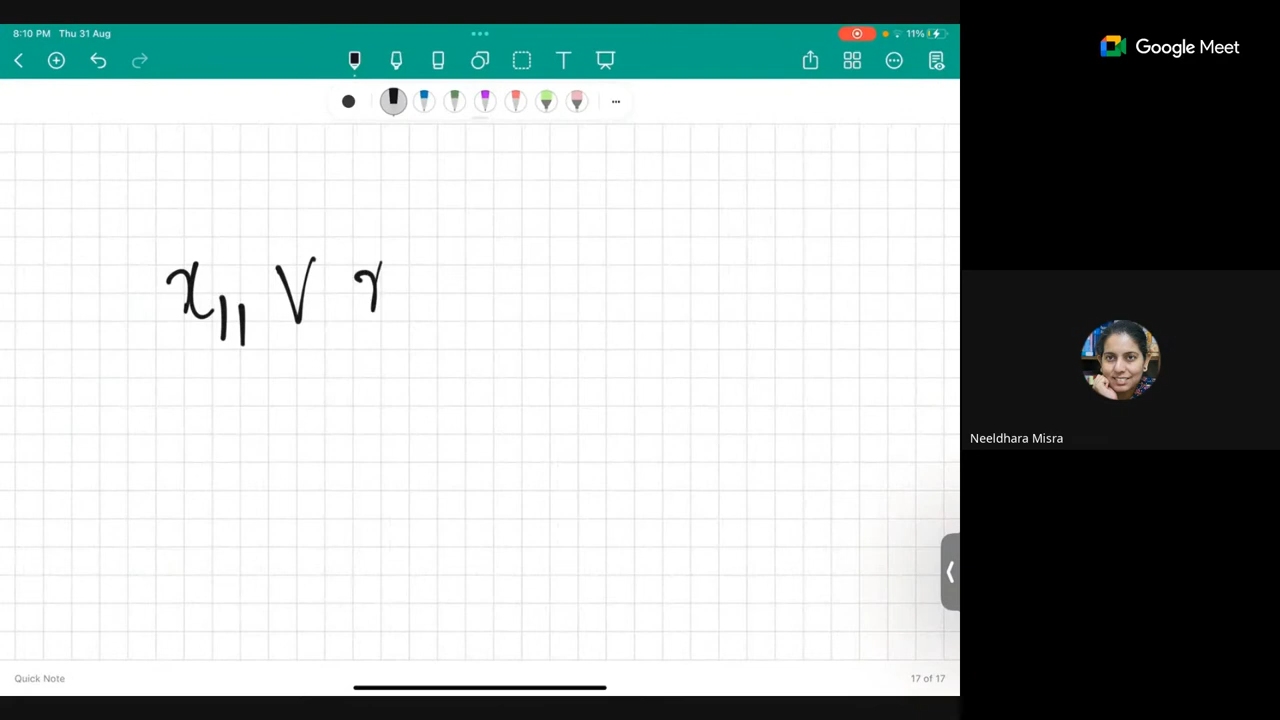 8:10 PM Thu 31 Aug
11%
Google Meet
x₁₁ ∨
Neeldhara Misra
Quick Note
17 of 17